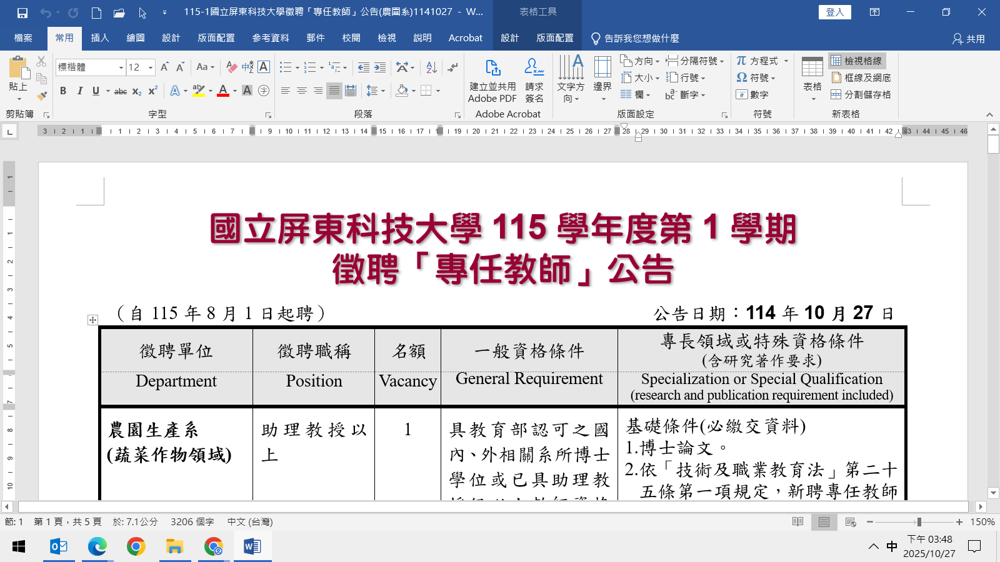 115-1國立屏東科技大學徵聘「專任教師」公告(農園系)1141027 - W...
表格工具
登入
檔案 常用 插入 繪圖 設計 版面配置 參考資料 郵件 校閱 檢視 說明 Acrobat 設計 版面配置 告訴我您想做什麼 共用
標楷體 12
貼上
建立並共用 Adobe PDF
請求簽名
文字方向
邊界
方向
大小
欄
分隔符號
行號
斷字
方程式
符號
數字
表格
檢視格線
框線及網底
分割儲存格
剪貼簿 字型 段落 Adobe Acrobat 版面設定 符號 新表格
國立屏東科技大學 115 學年度第 1 學期
徵聘「專任教師」公告
（自 115 年 8 月 1 日起聘） 公告日期：114 年 10 月 27 日
徵聘單位 徵聘職稱 名額 一般資格條件 專長領域或特殊資格條件
(含研究著作要求)
Department Position Vacancy General Requirement Specialization or Special Qualification
(research and publication requirement included)
農園生產系
(蔬菜作物領域)
助理教授以
上
1
具教育部認可之國
內、外相關系所博士
學位或已具助理教
基礎條件(必繳交資料)
1.博士論文。
2.依「技術及職業教育法」第二十
五條第一項規定，新聘專任教師
節: 1 第 1 頁，共 5 頁 於: 7.1公分 3206 個字 中文 (台灣) 150%
中
下午 03:48
2025/10/27